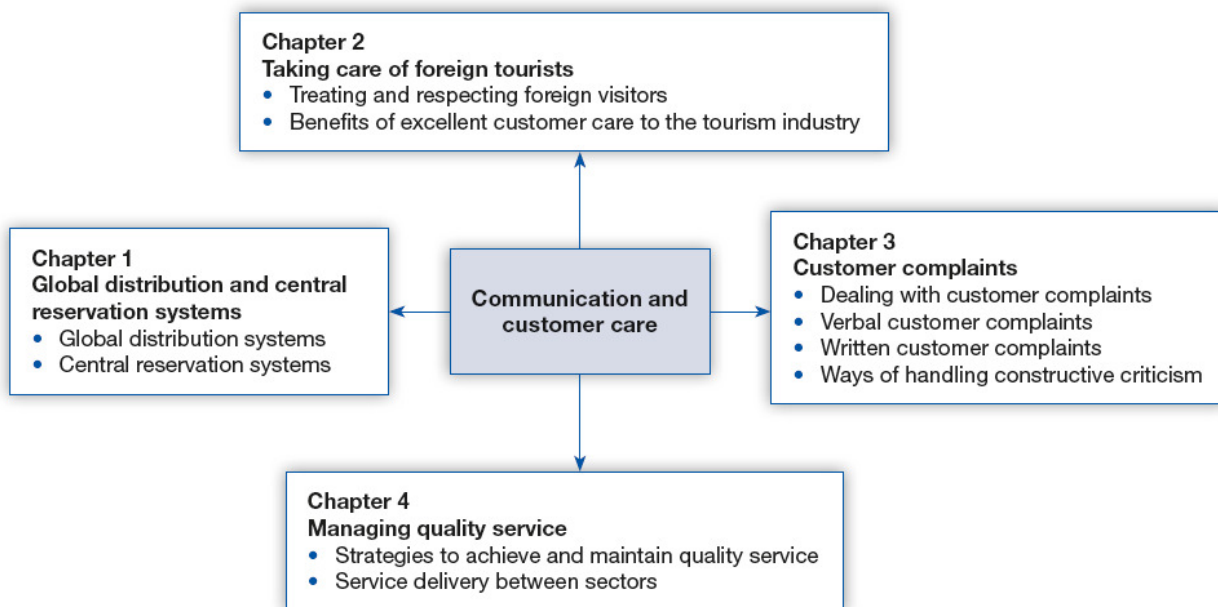 Chapter 2
Taking care of foreign tourists
• Treating and respecting foreign visitors
• Benefits of excellent customer care to the tourism industry
Chapter 1
Global distribution and central
reservation systems
• Global distribution systems
• Central reservation systems
Communication and
customer care
Chapter 3
Customer complaints
• Dealing with customer complaints
• Verbal customer complaints
• Written customer complaints
• Ways of handling constructive criticism
Chapter 4
Managing quality service
• Strategies to achieve and maintain quality service
• Service delivery between sectors